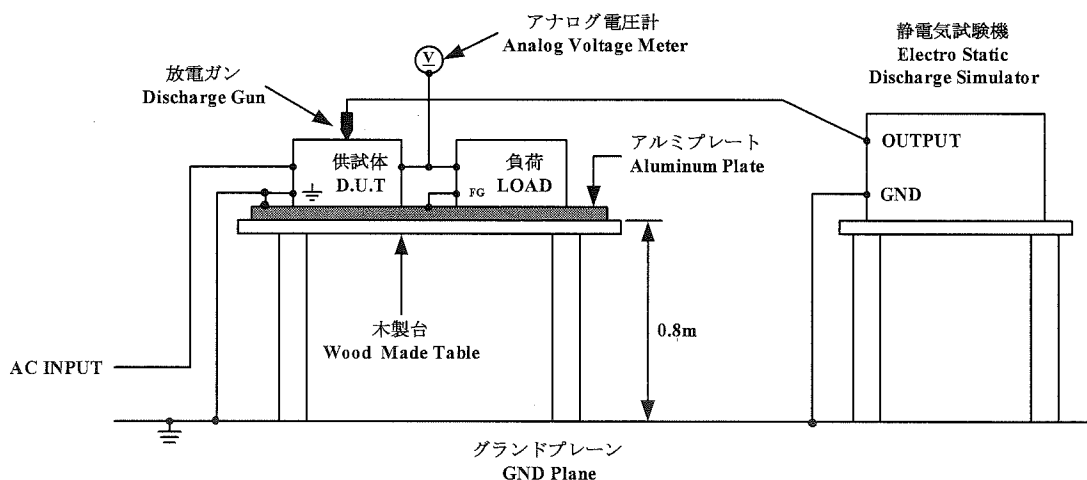 アナログ電圧計
Analog Voltage Meter
静電気試験機
Electro Static
Discharge Simulator
放電ガン
Discharge Gun
V
供試体
D.U.T
負荷
LOAD
FG
アルミプレート
Aluminum Plate
OUTPUT
GND
木製台
Wood Made Table
0.8m
AC INPUT
グランドプレーン
GND Plane